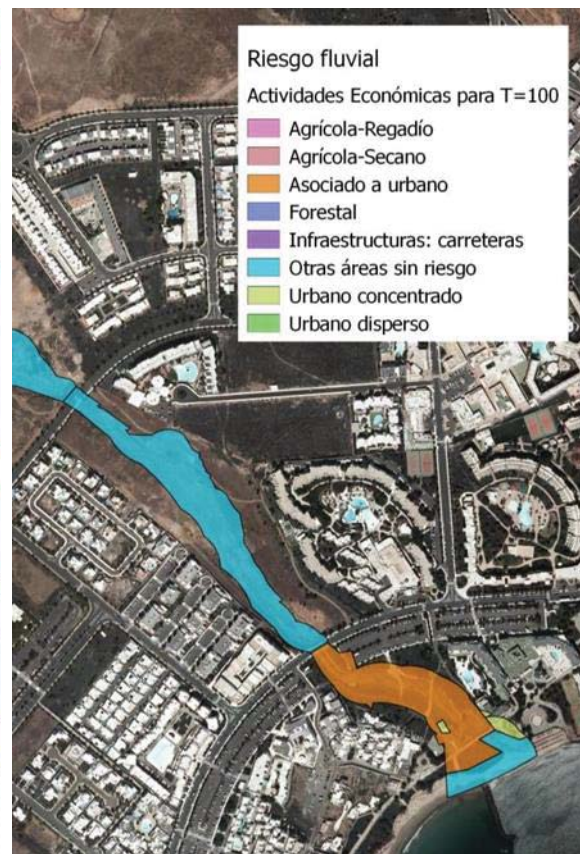 Riesgo fluvial
Actividades Económicas para T=100
Agrícola-Regadío
Agrícola-Secano
Asociado a urbano
Forestal
Infraestructuras: carreteras
Otras áreas sin riesgo
Urbano concentrado
Urbano disperso